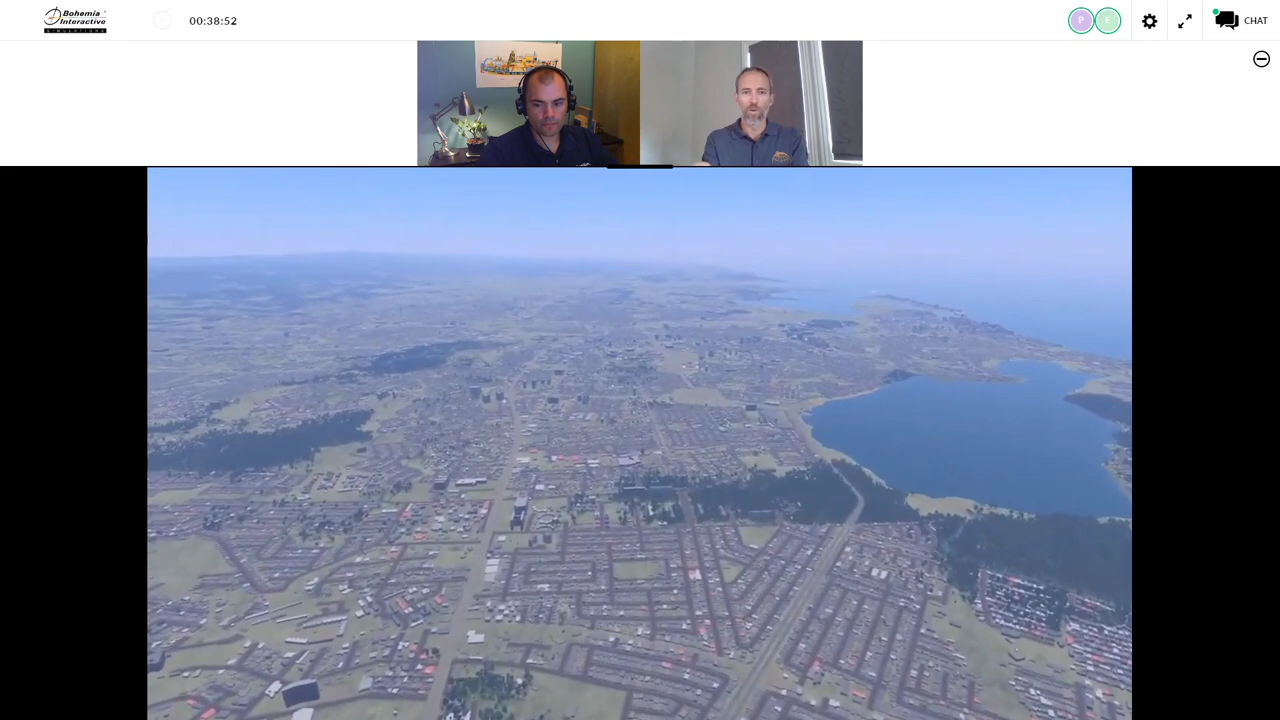 Bohemia
Interactive
SIMULATIONS
00:38:52
P
E
CHAT